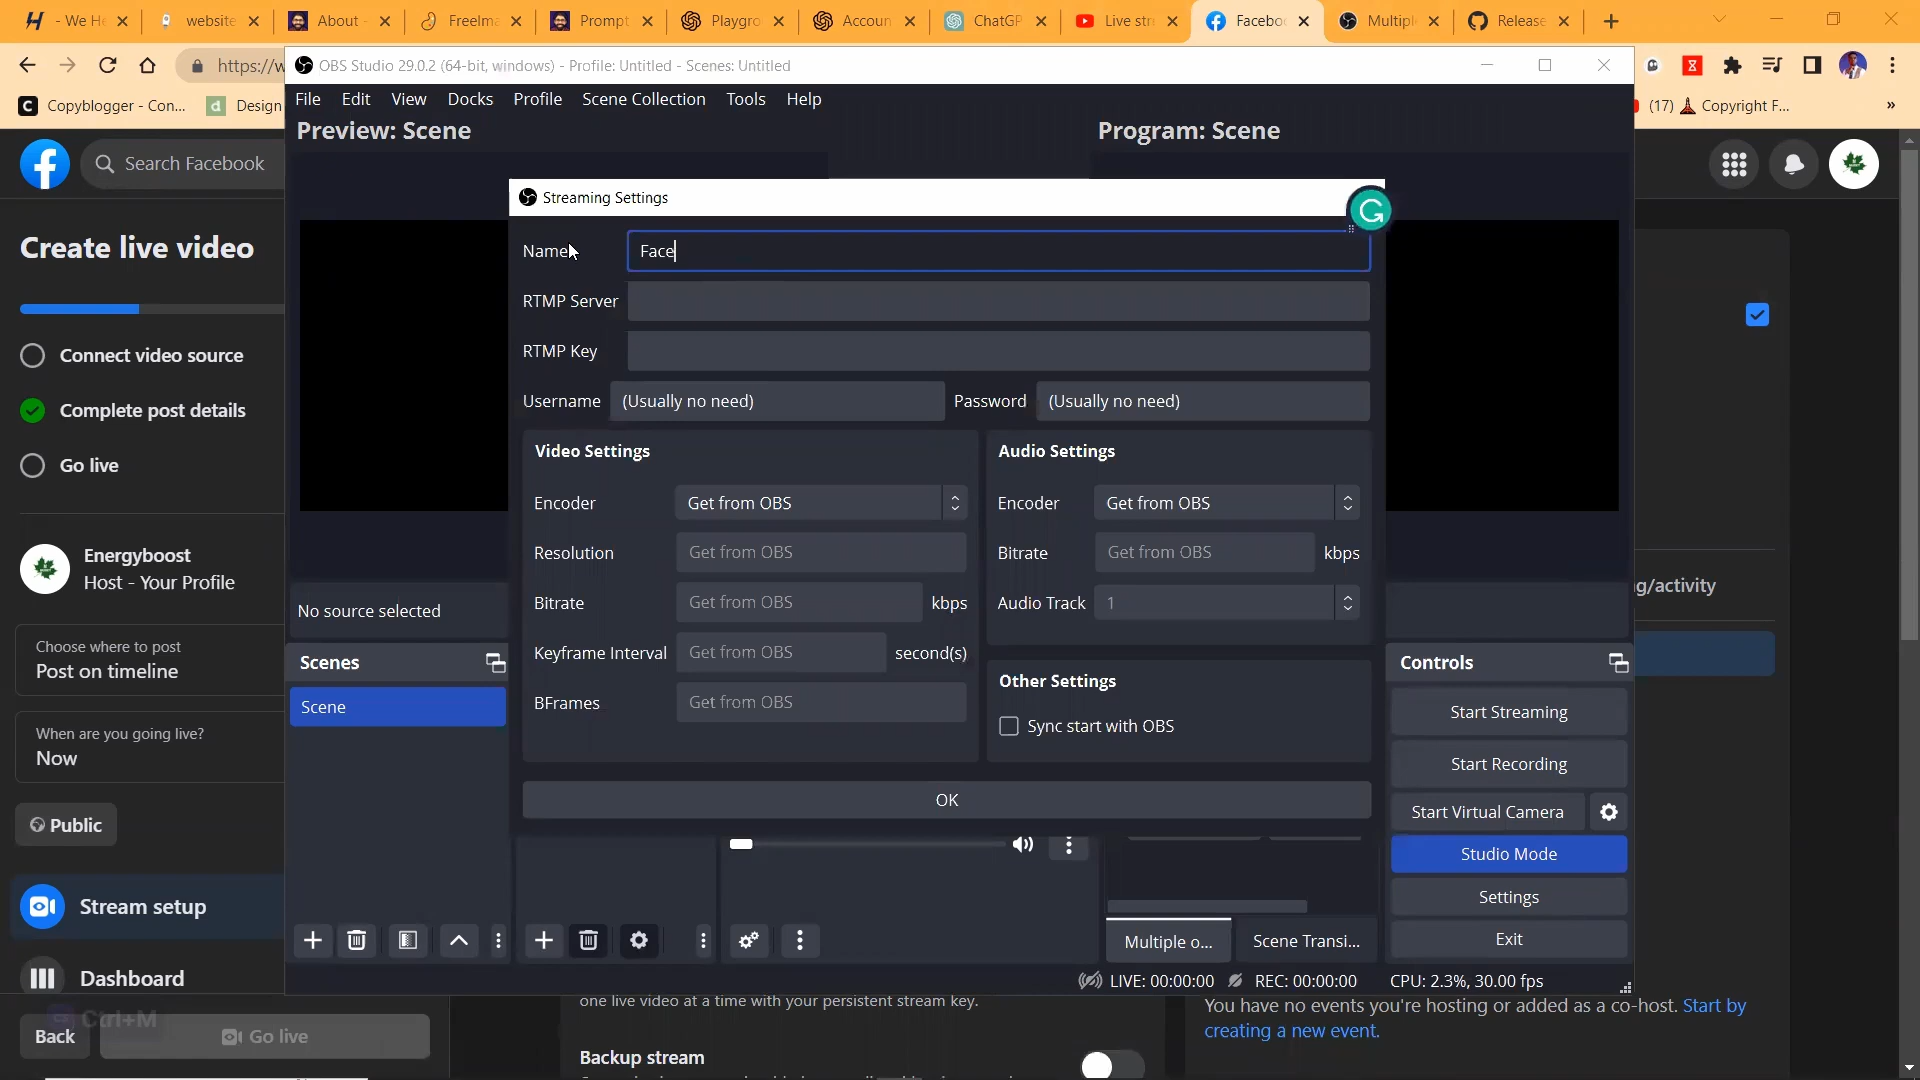 - We He
website
About -
Freelma
Prompt
Playgro
Accoun
ChatGP
Live str
Facebo
Multipl
Release
https://w
OBS Studio 29.0.2 (64-bit, windows) - Profile: Untitled - Scenes: Untitled
Copyblogger - Con...
Design
File Edit View Docks Profile Scene Collection Tools Help
(17)
Copyright F...
»
Preview: Scene
Program: Scene
Search Facebook
Streaming Settings
Create live video
Name
Face
RTMP Server
RTMP Key
Connect video source
Username (Usually no need) Password (Usually no need)
Complete post details
Video Settings
Audio Settings
Go live
Encoder Get from OBS
Encoder Get from OBS
Resolution Get from OBS
Bitrate Get from OBS kbps
Energyboost
Host - Your Profile
g/activity
No source selected
Bitrate Get from OBS kbps
Audio Track 1
Choose where to post
Post on timeline
Keyframe Interval Get from OBS second(s)
Scenes
Controls
Other Settings
BFrames Get from OBS
Scene
Start Streaming
Sync start with OBS
When are you going live?
Now
Start Recording
OK
Start Virtual Camera
Public
Studio Mode
Settings
Stream setup
Multiple o...
Scene Transi...
Exit
Dashboard
LIVE: 00:00:00
REC: 00:00:00
CPU: 2.3%, 30.00 fps
one live video at a time with your persistent stream key.
You have no events you're hosting or added as a co-host. Start by
creating a new event.
Ctrl+M
Back
Go live
Backup stream